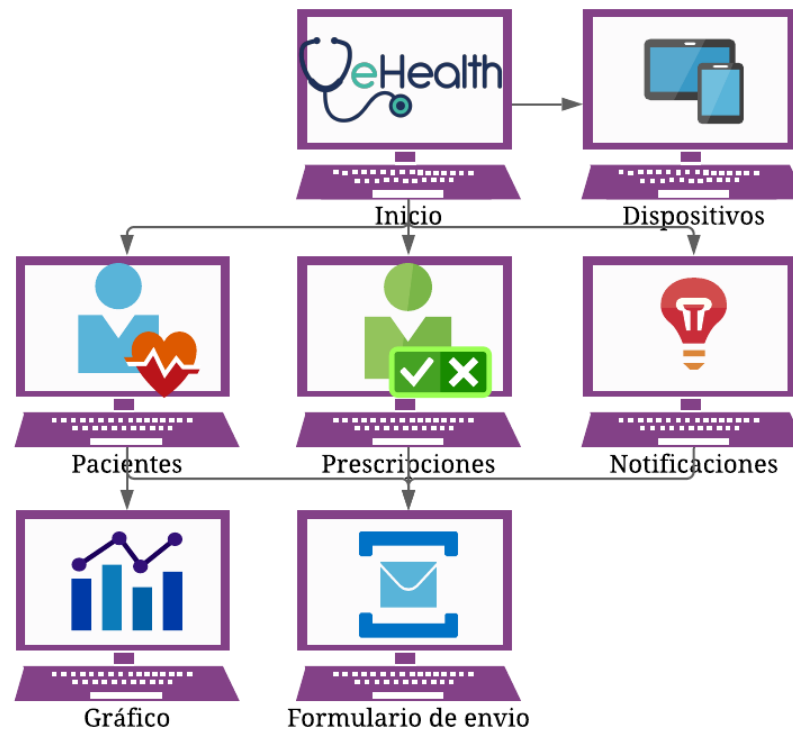 eHealth
Inicio
Dispositivos
Pacientes
Prescripciones
Notificaciones
Gráfico
Formulario de envio